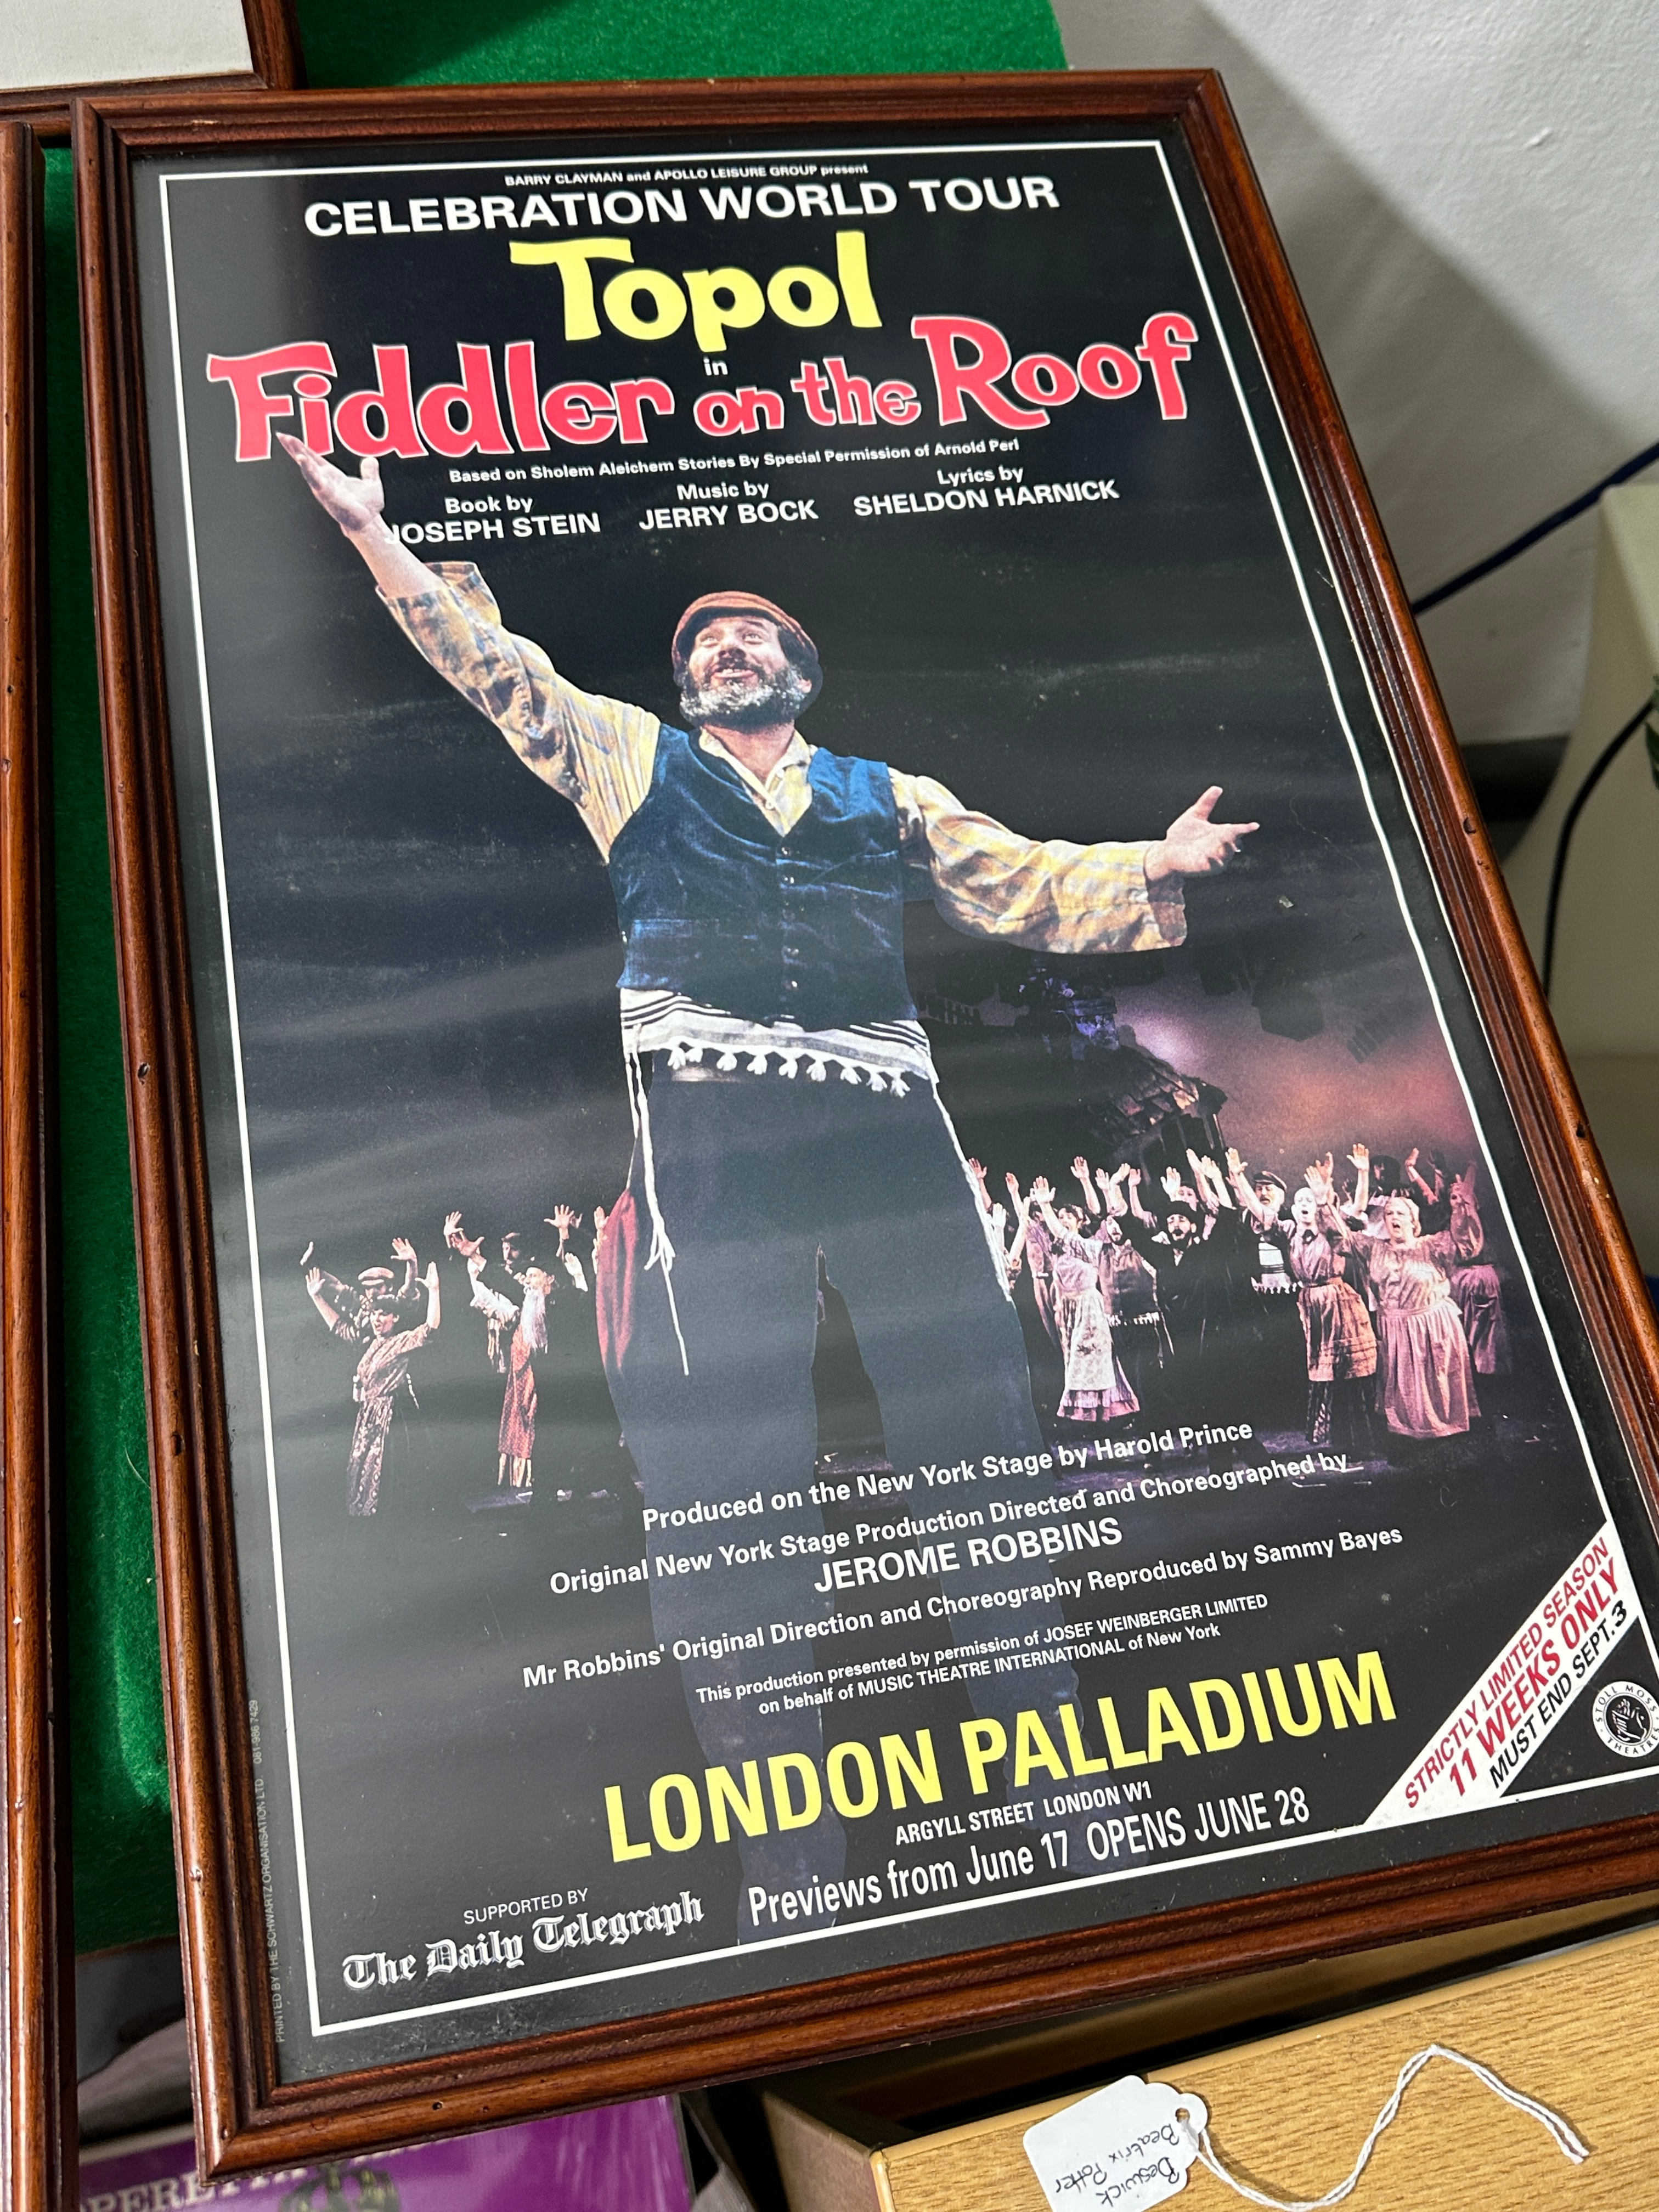 BARRY CLAYMAN and APOLLO LEISURE GROUP present
CELEBRATION WORLD TOUR
Topol
in
Fiddler on the Roof
Based on Sholem Aleichem Stories By Special Permission of Arnold Perl
Book by
JOSEPH STEIN
Music by
JERRY BOCK
Lyrics by
SHELDON HARNICK
Produced on the New York Stage by Harold Prince
Original New York Stage Production Directed and Choreographed by
JEROME ROBBINS
Mr Robbins' Original Direction and Choreography Reproduced by Sammy Bayes
This production presented by permission of JOSEF WEINBERGER LIMITED
on behalf of MUSIC THEATRE INTERNATIONAL of New York
LONDON PALLADIUM
ARGYLL STREET LONDON W1
Previews from June 17 OPENS JUNE 28
SUPPORTED BY
The Daily Telegraph
STRICTLY LIMITED SEASON
11 WEEKS ONLY
MUST END SEPT.3
STOLL MOSS
THEATRES
PRINTED BY THE SCHWARTZ ORGANISATION LTD 081-986 7429
Beswick
Beatrix
Potter